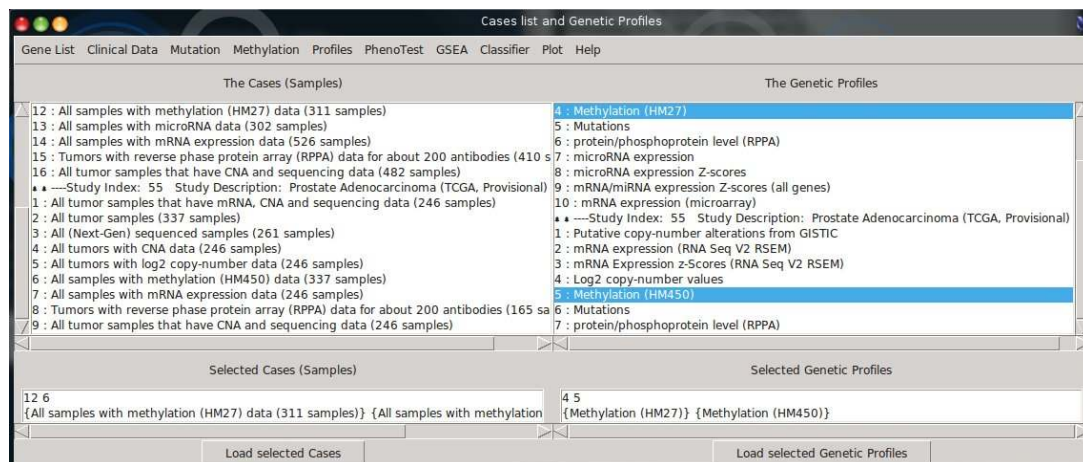 Cases list and Genetic Profiles
Gene List Clinical Data Mutation Methylation Profiles PhenoTest GSEA Classifier Plot Help
The Cases (Samples)
12 : All samples with methylation (HM27) data (311 samples)
13 : All samples with microRNA data (302 samples)
14 : All samples with mRNA expression data (526 samples)
15 : Tumors with reverse phase protein array (RPPA) data for about 200 antibodies (410 s
16 : All tumor samples that have CNA and sequencing data (482 samples)
----Study Index: 55 Study Description: Prostate Adenocarcinoma (TCGA, Provisional)
1 : All tumor samples that have mRNA, CNA and sequencing data (246 samples)
2 : All tumor samples (337 samples)
3 : All (Next-Gen) sequenced samples (261 samples)
4 : All tumors with CNA data (246 samples)
5 : All tumors with log2 copy-number data (246 samples)
6 : All samples with methylation (HM450) data (337 samples)
7 : All samples with mRNA expression data (246 samples)
8 : Tumors with reverse phase protein array (RPPA) data for about 200 antibodies (165 sa
9 : All tumor samples that have CNA and sequencing data (246 samples)
The Genetic Profiles
4 : Methylation (HM27)
5 : Mutations
6 : protein/phosphoprotein level (RPPA)
7 : microRNA expression
8 : microRNA expression Z-scores
9 : mRNA/miRNA expression Z-scores (all genes)
10 : mRNA expression (microarray)
----Study Index: 55 Study Description: Prostate Adenocarcinoma (TCGA, Provisional)
1 : Putative copy-number alterations from GISTIC
2 : mRNA expression (RNA Seq V2 RSEM)
3 : mRNA Expression z-Scores (RNA Seq V2 RSEM)
4 : Log2 copy-number values
5 : Methylation (HM450)
6 : Mutations
7 : protein/phosphoprotein level (RPPA)
Selected Cases (Samples)
12 6
{All samples with methylation (HM27) data (311 samples)} {All samples with methylation
Load selected Cases
Selected Genetic Profiles
4 5
{Methylation (HM27)} {Methylation (HM450)}
Load selected Genetic Profiles